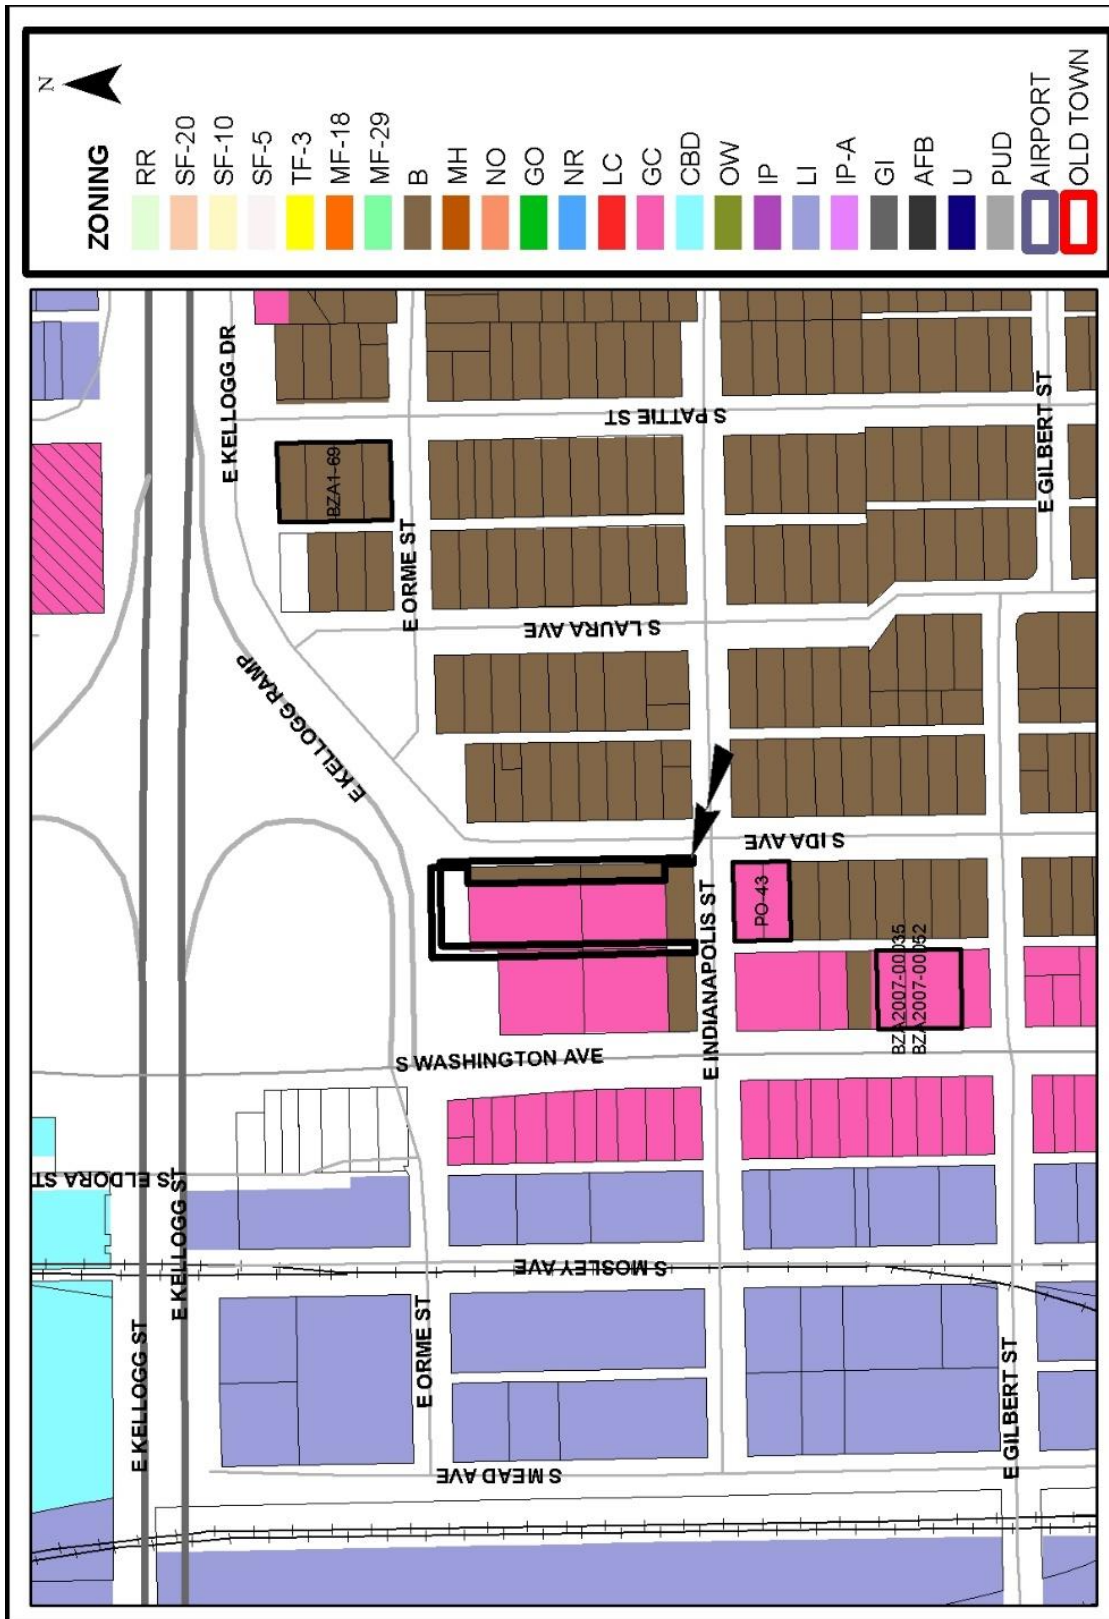 N
ZONING
RR
SF-20
SF-10
SF-5
TF-3
MF-18
MF-29
B
MH
NO
GO
NR
LC
GC
CBD
OW
IP
LI
IP-A
GI
AFB
U
PUD
AIRPORT
OLD TOWN
E KELLOGG DR
S PATTIE ST
E GILBERT ST
BZA1-69
E ORME ST
S LAURA AVE
E KELLOGG RAMP
S IDA AVE
PO-43
E INDIANAPOLIS ST
BZA2007-00035
BZA2007-00052
S WASHINGTON AVE
S ELDORA ST
E KELLOGG ST
S MOSLEY AVE
E KELLOGG ST
E ORME ST
E GILBERT ST
S MEAD AVE